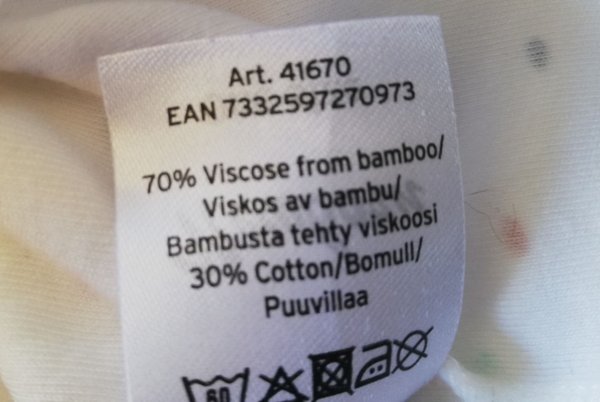 Art. 41670
EAN 7332597270973
70% Viscose from bamboo/
Viskos av bambu/
Bambusta tehty viskoosi
30% Cotton/Bomull/
Puuvillaa
60